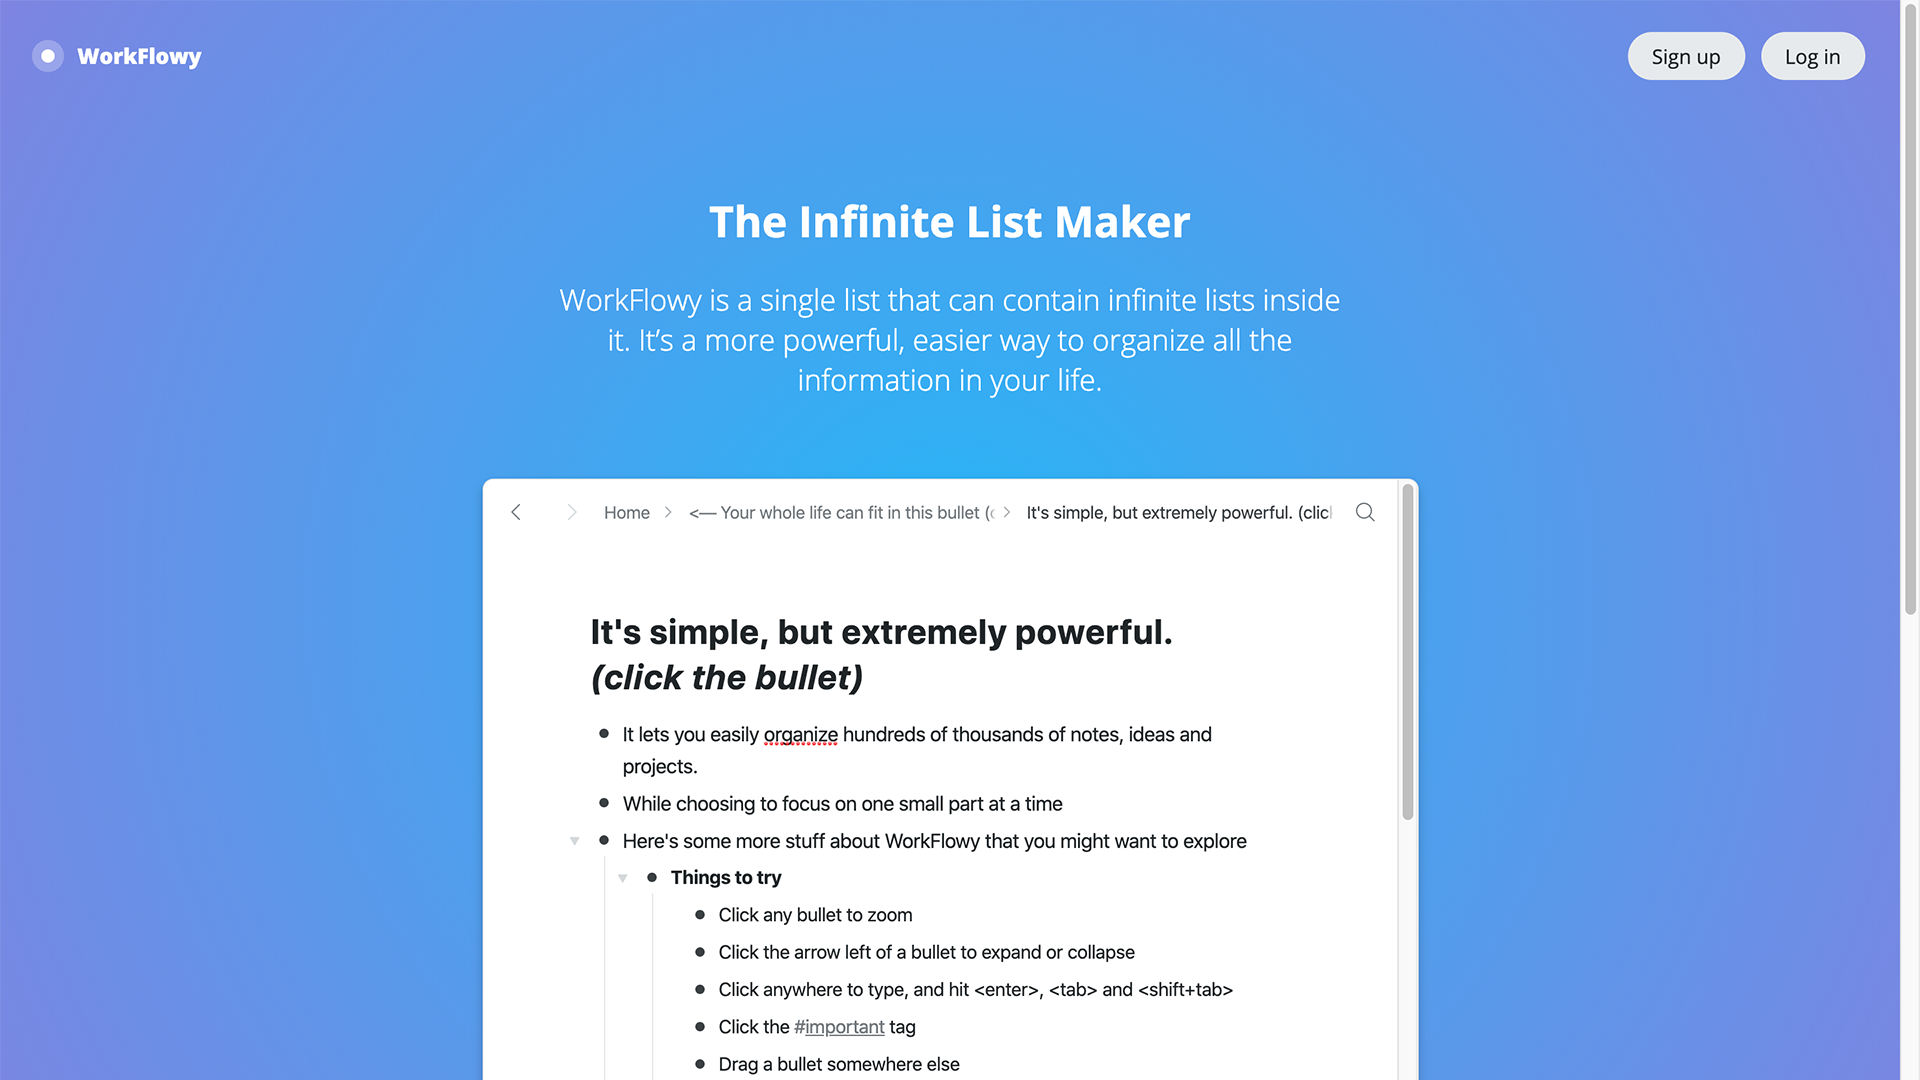 WorkFlowy
Sign up
Log in
The Infinite List Maker
WorkFlowy is a single list that can contain infinite lists inside
it. It’s a more powerful, easier way to organize all the
information in your life.
Home
<— Your whole life can fit in this bullet (
It's simple, but extremely powerful. (clic
It's simple, but extremely powerful.
(click the bullet)
It lets you easily organize hundreds of thousands of notes, ideas and
projects.
While choosing to focus on one small part at a time
Here's some more stuff about WorkFlowy that you might want to explore
Things to try
Click any bullet to zoom
Click the arrow left of a bullet to expand or collapse
Click anywhere to type, and hit <enter>, <tab> and <shift+tab>
Click the #important tag
Drag a bullet somewhere else